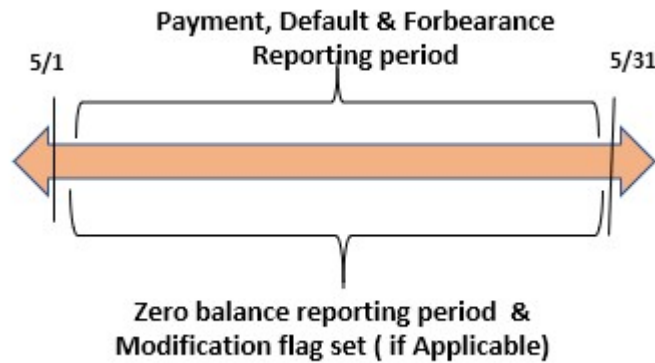 Payment, Default & Forbearance
Reporting period
5/1
5/31
Zero balance reporting period &
Modification flag set ( if Applicable)